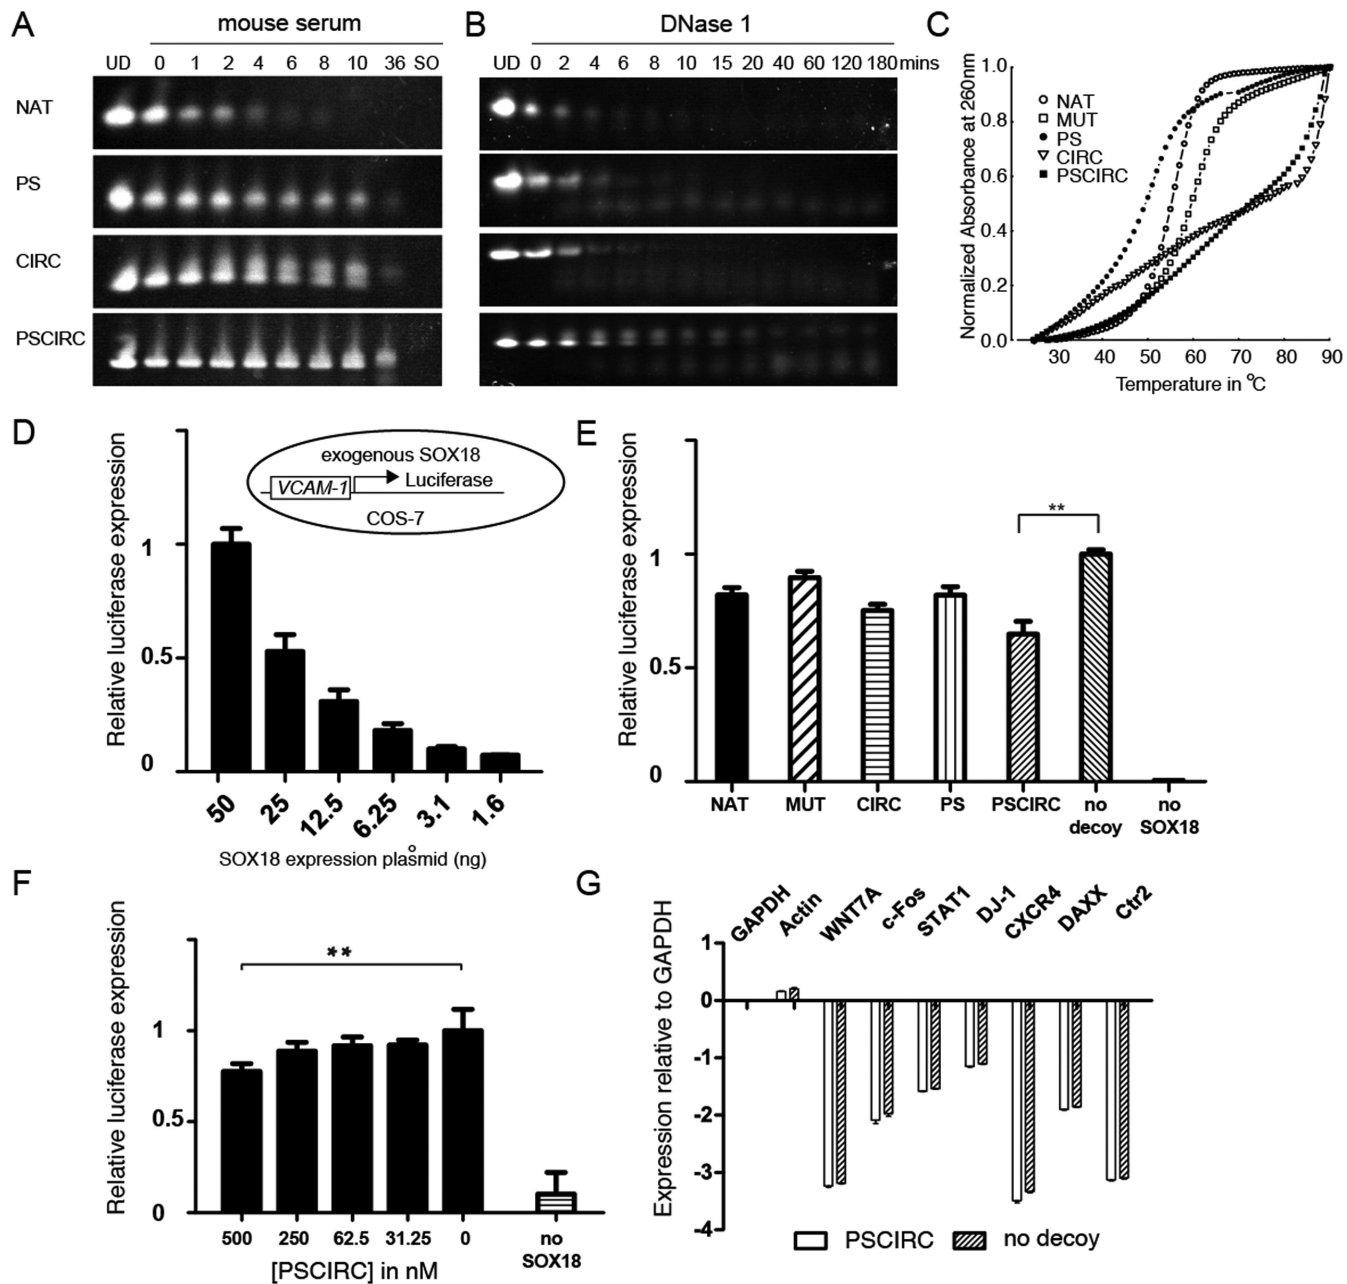 A
mouse serum
UD 0 1 2 4 6 8 10 36 SO
NAT
PS
CIRC
PSCIRC
B
DNase 1
UD 0 2 4 6 8 10 15 20 40 60 120 180 mins
C
Normalized Absorbance at 260nm
1.0
0.8
0.6
0.4
0.2
0.0
NAT
MUT
PS
CIRC
PSCIRC
30 40 50 60 70 80 90
Temperature in °C
D
Relative luciferase expression
1
0.5
0
exogenous SOX18
VCAM-1
Luciferase
COS-7
50 25 12.5 6.25 3.1 1.6
SOX18 expression plasmid (ng)
E
Relative luciferase expression
1
0.5
0
**
NAT MUT CIRC PS PSCIRC no decoy no SOX18
F
Relative luciferase expression
1
0.5
0
**
500 250 62.5 31.25 0 no SOX18
[PSCIRC] in nM
G
GAPDH Actin WNT7A c-Fos STAT1 DJ-1 CXCR4 DAXX Ctr2
Expression relative to GAPDH
1
0
-1
-2
-3
-4
PSCIRC no decoy